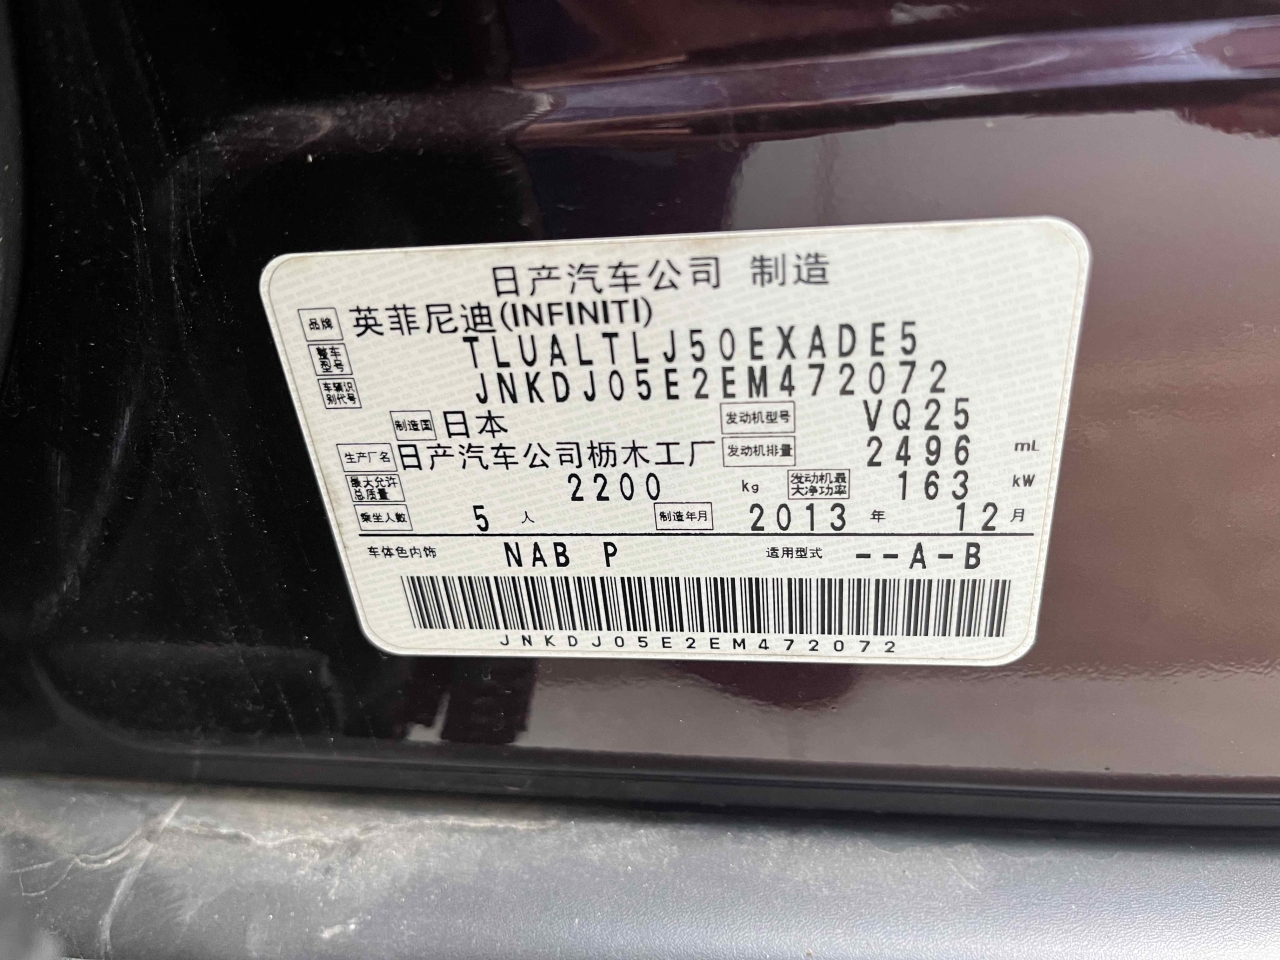 日产汽车公司 制造
品牌 英菲尼迪(INFINITI)
整车型号 TLUALTLJ50EXADE5
车辆识别代号 JNKDJ05E2EM472072
制造国 日本 发动机型号 VQ25
生产厂名 日产汽车公司枥木工厂 发动机排量 2496 mL
最大允许总质量 2200 kg 发动机最大净功率 163 kW
乘坐人数 5 人 制造年月 2013 年 12 月
车体色内饰 NAB P 适用型式 --A-B
JNKDJ05E2EM472072